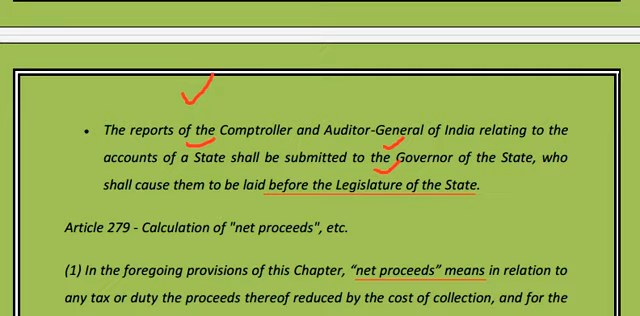 • The reports of the Comptroller and Auditor-General of India relating to the
accounts of a State shall be submitted to the Governor of the State, who
shall cause them to be laid before the Legislature of the State.
Article 279 - Calculation of "net proceeds", etc.
(1) In the foregoing provisions of this Chapter, “net proceeds” means in relation to
any tax or duty the proceeds thereof reduced by the cost of collection, and for the